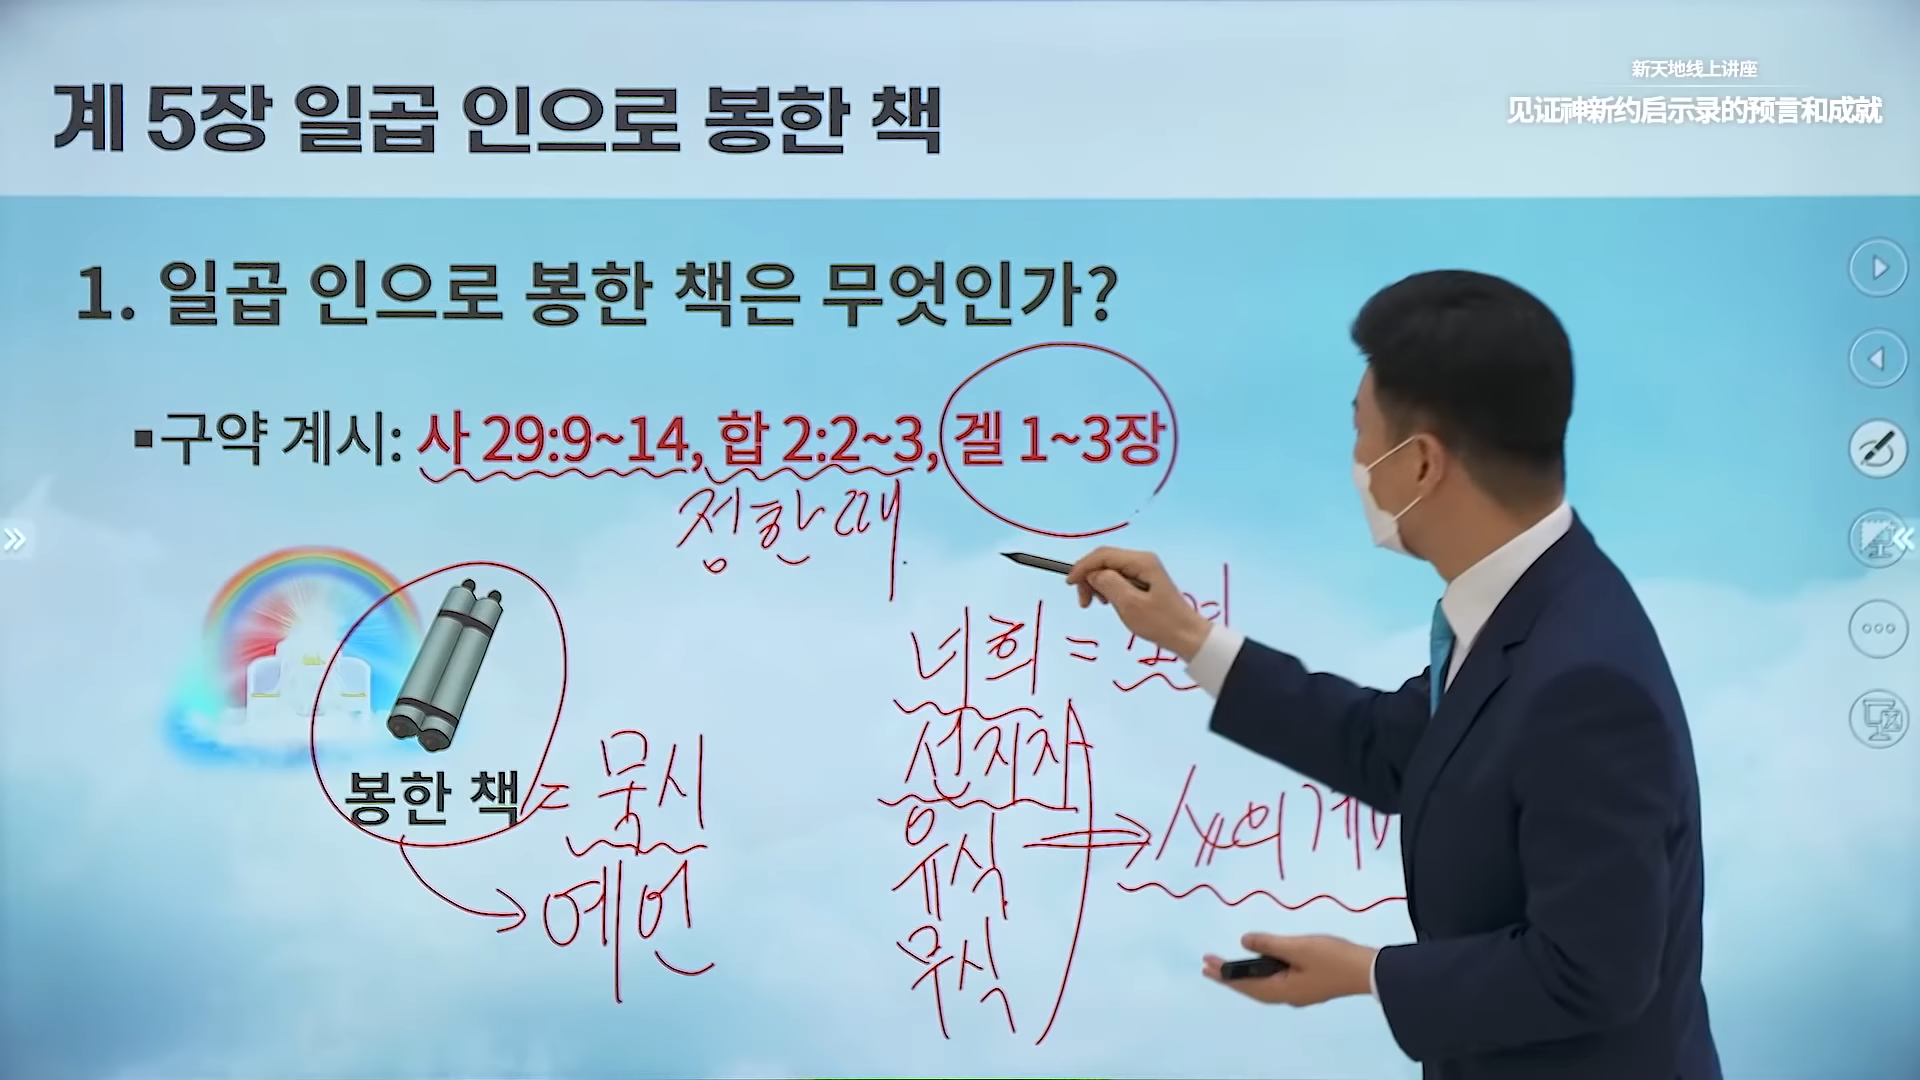 계 5장 일곱 인으로 봉한 책
新天地线上讲座
见证神新约启示录的预言和成就
1. 일곱 인으로 봉한 책은 무엇인가?
▪구약 계시: 사 29:9~14, 합 2:2~3, 겔 1~3장
정한 때
너희 =
선지자
유식
무식
봉한 책 = 묵시
예언